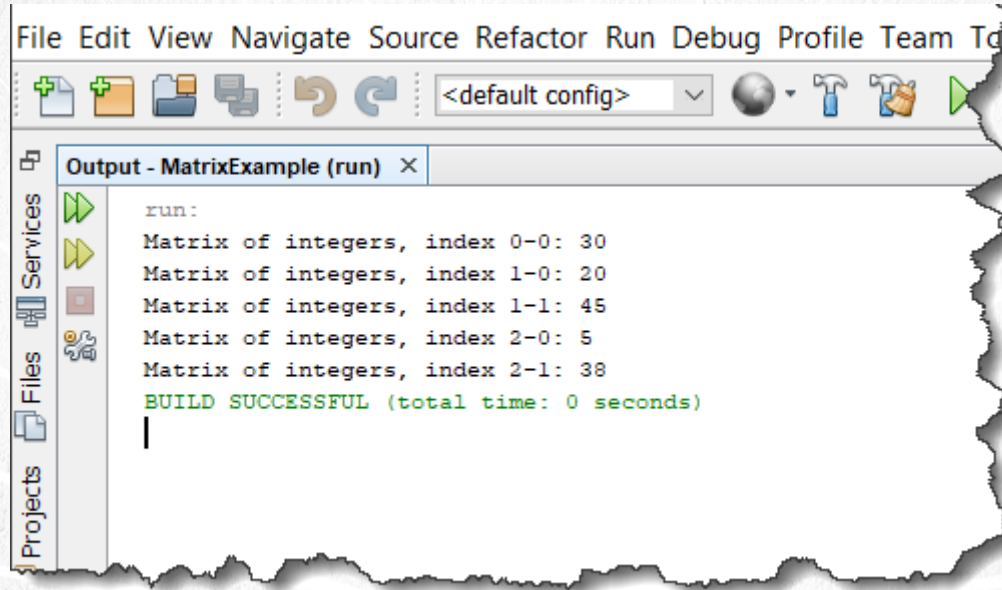 File Edit View Navigate Source Refactor Run Debug Profile Team
<default config>
Output - MatrixExample (run)
Services
Files
Projects
run:
Matrix of integers, index 0-0: 30
Matrix of integers, index 1-0: 20
Matrix of integers, index 1-1: 45
Matrix of integers, index 2-0: 5
Matrix of integers, index 2-1: 38
BUILD SUCCESSFUL (total time: 0 seconds)